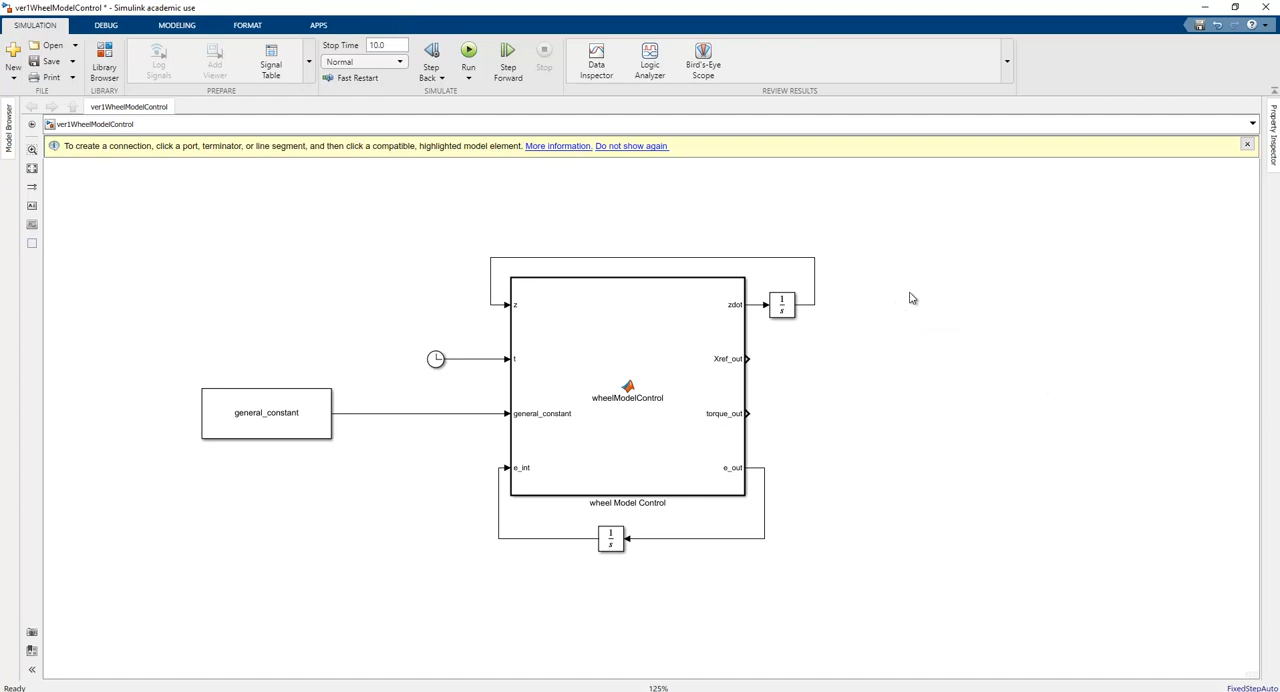 ver1WheelModelControl * - Simulink academic use
SIMULATION DEBUG MODELING FORMAT APPS
New
Open
Save
Print
FILE
Library
Browser
LIBRARY
Log
Signals
Add
Viewer
Signal
Table
PREPARE
Stop Time 10.0
Normal
Fast Restart
Step
Back
Run
Step
Forward
Stop
SIMULATE
Data
Inspector
Logic
Analyzer
Bird's-Eye
Scope
REVIEW RESULTS
Model Browser
ver1WheelModelControl
ver1WheelModelControl
Property Inspector
To create a connection, click a port, terminator, or line segment, and then click a compatible, highlighted model element. More information. Do not show again
z
zdot
1
s
t
Xref_out
wheelModelControl
general_constant
general_constant
torque_out
e_int
e_out
wheel Model Control
1
s
Ready
125%
FixedStepAuto